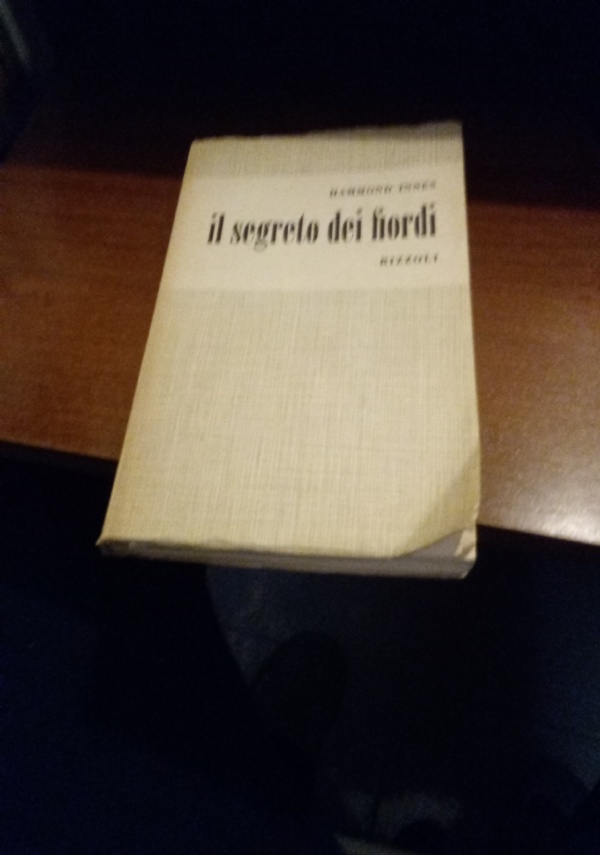 HAMMOND INNES
il segreto dei fiordi
RIZZOLI